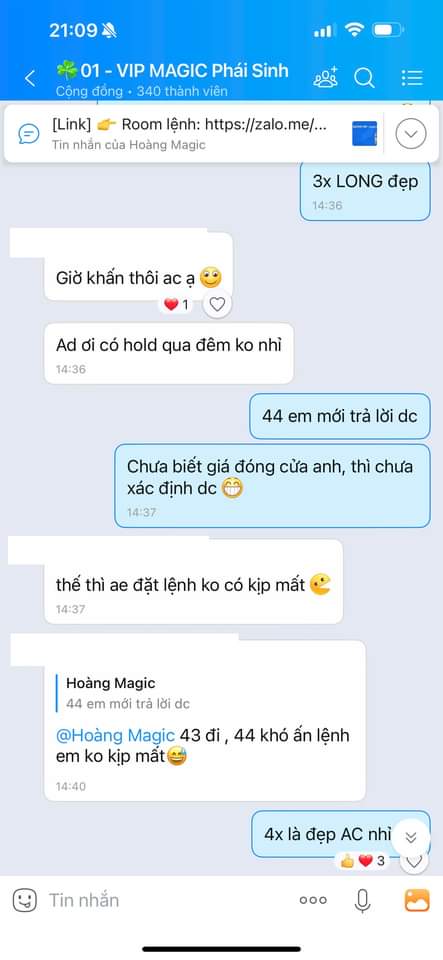 21:09
01 - VIP MAGIC Phái Sinh
Cộng đồng • 340 thành viên
[Link] 👉 Room lệnh: https://zalo.me/...
Tin nhắn của Hoàng Magic
3x LONG đẹp
14:36
Giờ khấn thôi ac ạ 🙂
1
Ad ơi có hold qua đêm ko nhỉ
14:36
44 em mới trả lời dc
Chưa biết giá đóng cửa anh, thì chưa
xác định dc 😁
14:37
thế thì ae đặt lệnh ko có kịp mất
14:37
Hoàng Magic
44 em mới trả lời dc
@Hoàng Magic 43 đi , 44 khó ấn lệnh
em ko kịp mất😅
14:40
4x là đẹp AC nhỉ
3
Tin nhắn